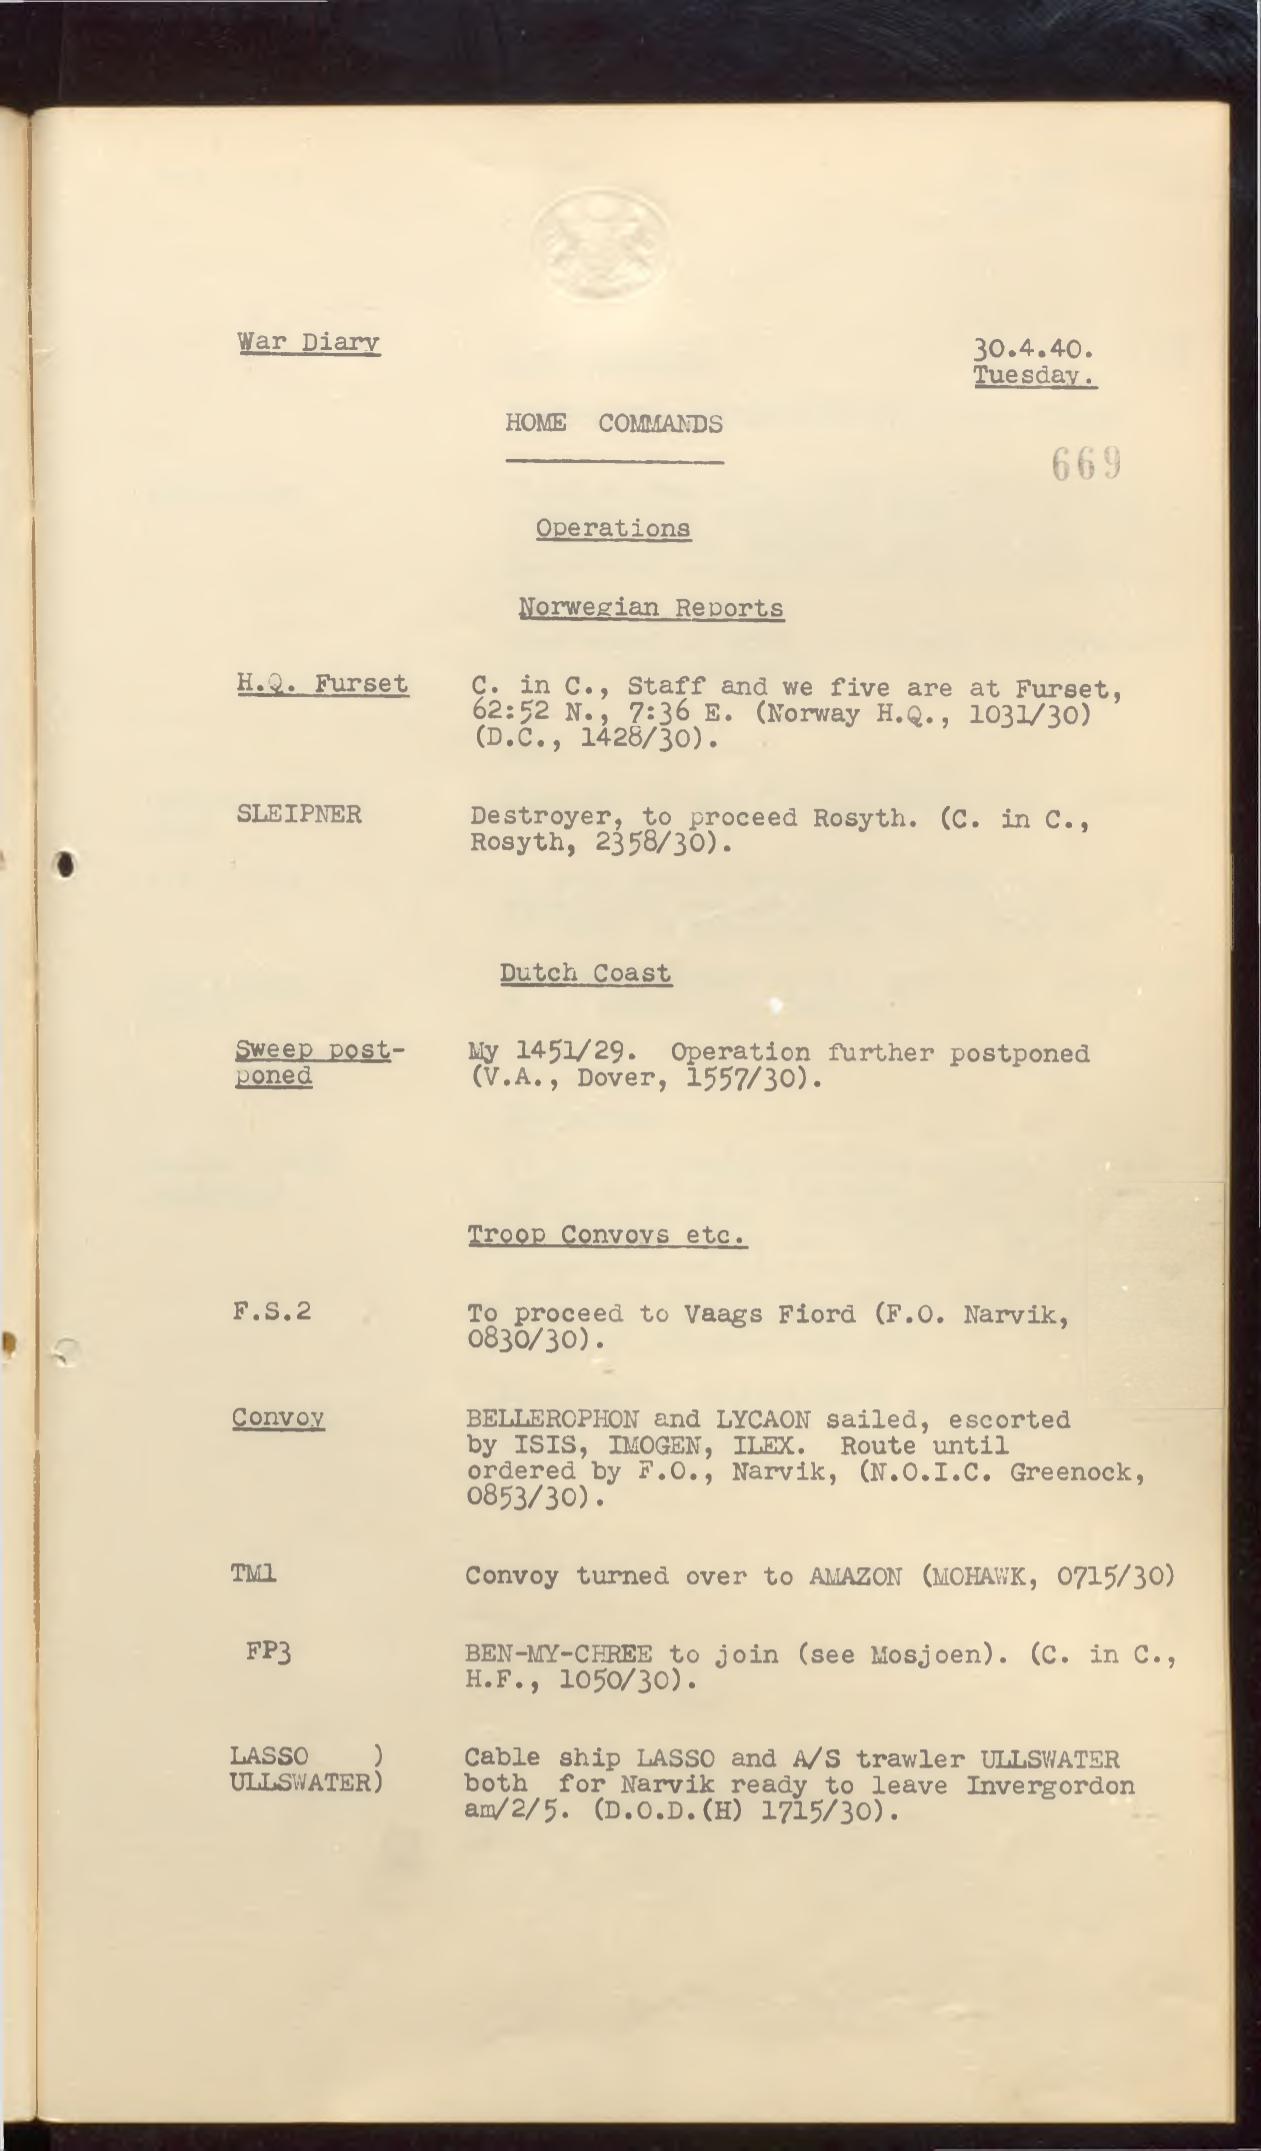 War Diary
30.4.40.
Tuesday.
HOME COMMANDS
669
Operations
Norwegian Reports
H.Q. Furset
C. in C., Staff and we five are at Furset,
62:52 N., 7:36 E. (Norway H.Q., 1031/30)
(D.C., 1428/30).
SLEIPNER
Destroyer, to proceed Rosyth. (C. in C.,
Rosyth, 2358/30).
Dutch Coast
Sweep post-
poned
My 1451/29. Operation further postponed
(V.A., Dover, 1557/30).
Troop Convoys etc.
F.S.2
To proceed to Vaags Fiord (F.O. Narvik,
0830/30).
Convoy
BELLEROPHON and LYCAON sailed, escorted
by ISIS, IMOGEN, ILEX. Route until
ordered by F.O., Narvik, (N.O.I.C. Greenock,
0853/30).
TM1
Convoy turned over to AMAZON (MOHAWK, 0715/30)
FP3
BEN-MY-CHREE to join (see Mosjoen). (C. in C.,
H.F., 1050/30).
LASSO )
ULLSWATER)
Cable ship LASSO and A/S trawler ULLSWATER
both for Narvik ready to leave Invergordon
am/2/5. (D.O.D.(H) 1715/30).